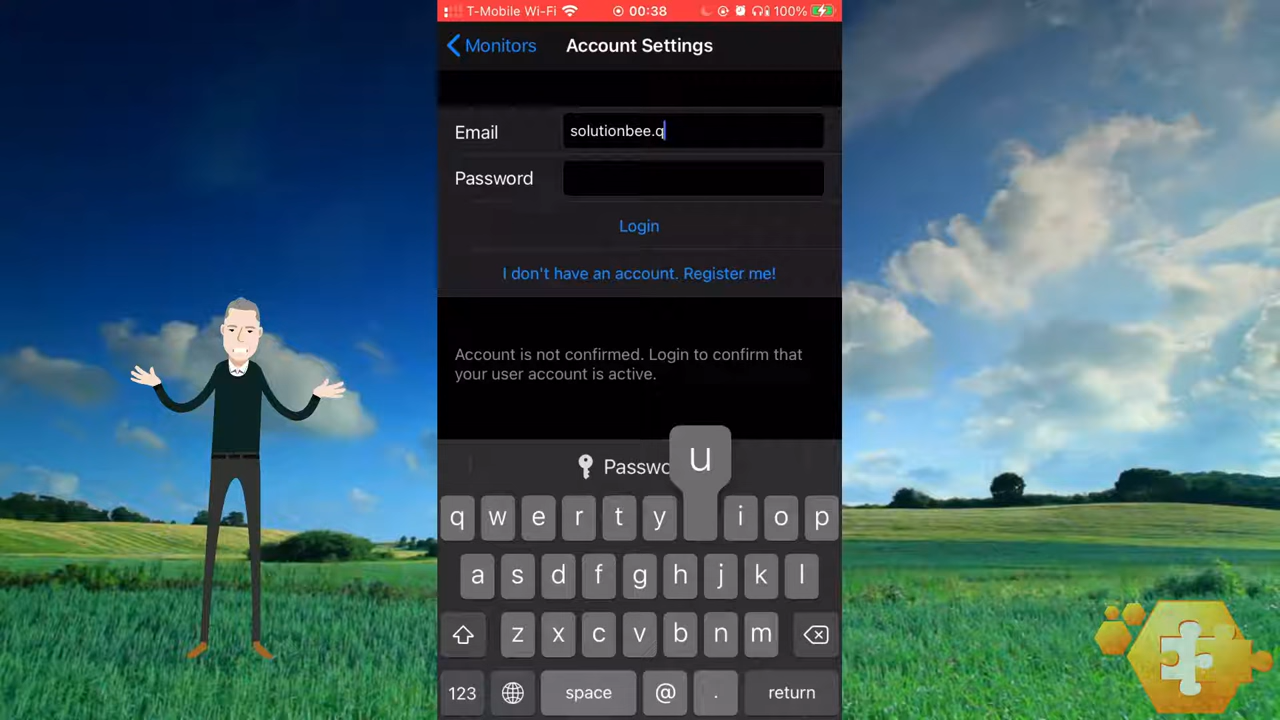 T-Mobile Wi-Fi 00:38 100%
Monitors Account Settings
Email solutionbee.q
Password
Login
I don't have an account. Register me!
Account is not confirmed. Login to confirm that
your user account is active.
Passwo
u
q w e r t y i o p
a s d f g h j k l
z x c v b n m
123 space @ . return